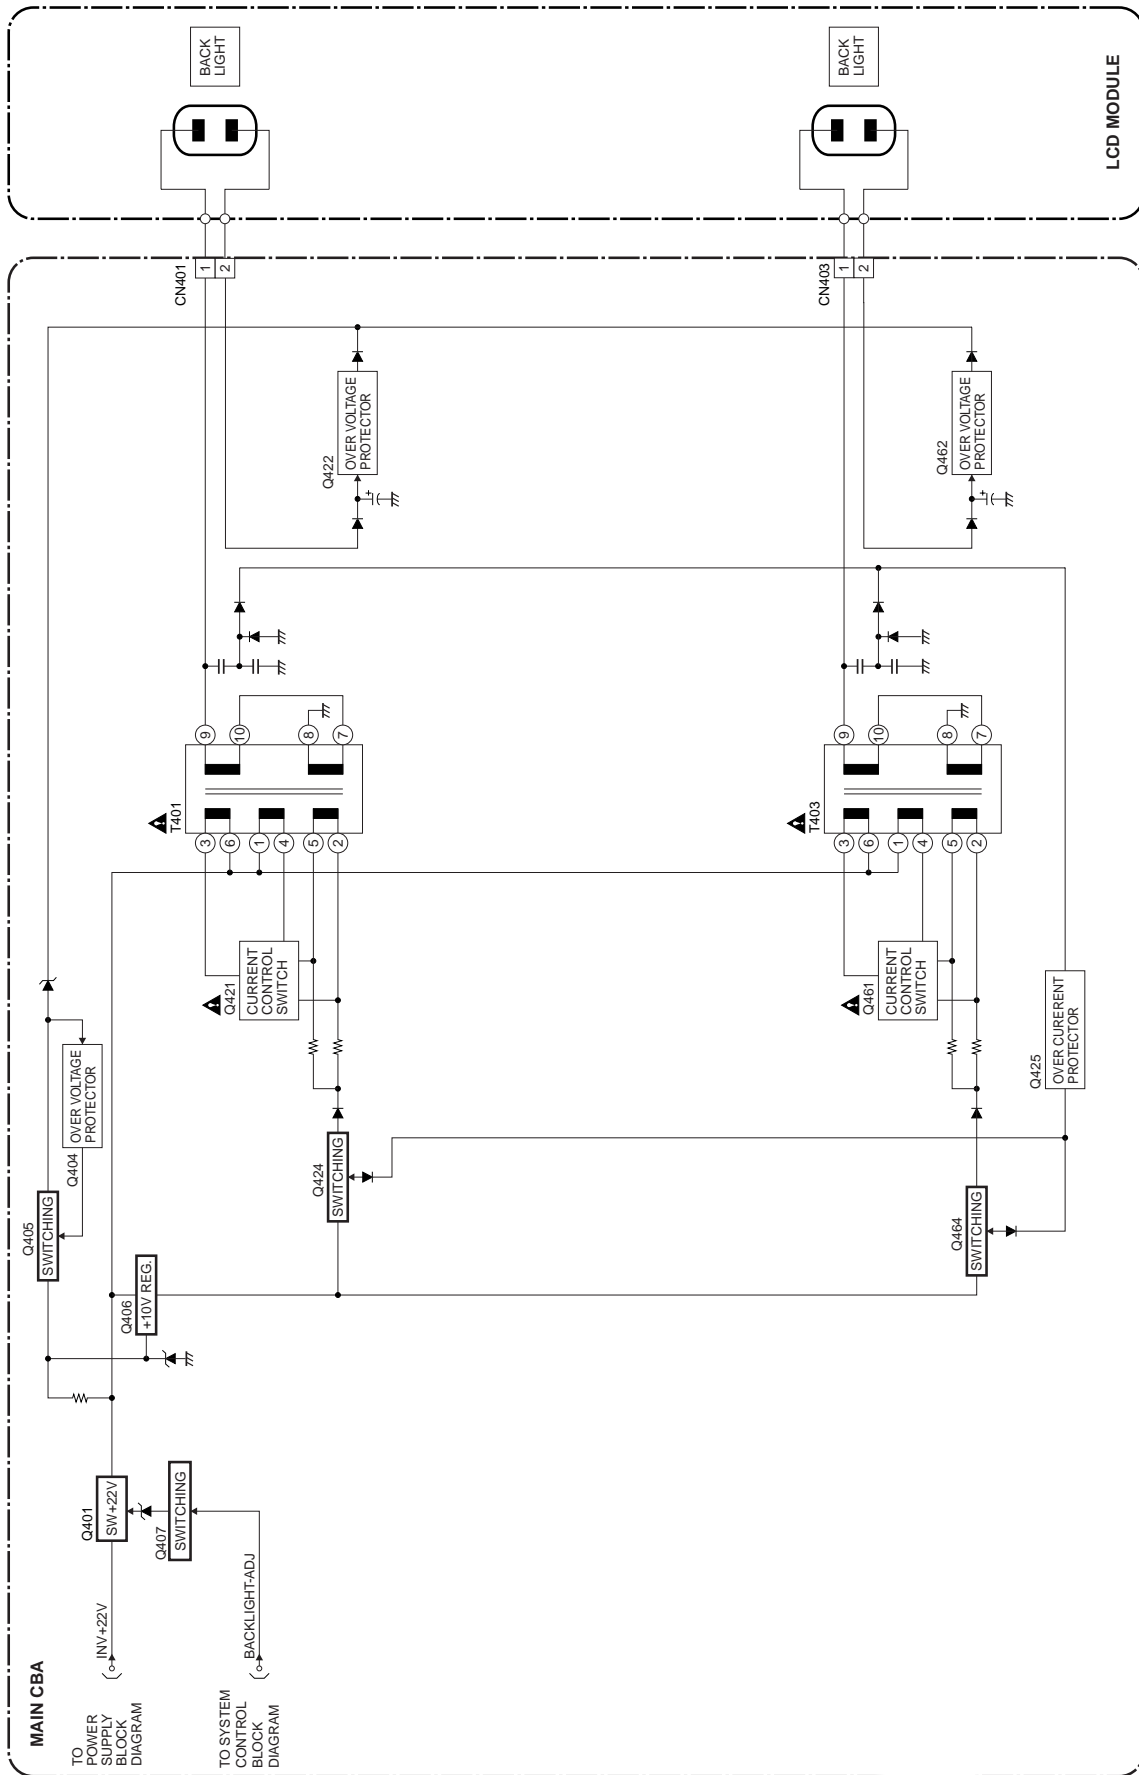 MAIN CBA
TO
POWER
SUPPLY
BLOCK
DIAGRAM
INV+22V
TO SYSTEM
CONTROL
BLOCK
DIAGRAM
BACKLIGHT-ADJ
Q401
SW+22V
Q407
SWITCHING
Q405
SWITCHING
Q404
OVER VOLTAGE
PROTECTOR
Q406
+10V REG.
Q424
SWITCHING
Q464
SWITCHING
Q425
OVER CURERENT
PROTECTOR
Q421
CURRENT
CONTROL
SWITCH
Q461
CURRENT
CONTROL
SWITCH
T401
3
6
1
4
5
2
9
10
8
7
T403
3
6
1
4
5
2
9
10
8
7
Q422
OVER VOLTAGE
PROTECTOR
+
Q462
OVER VOLTAGE
PROTECTOR
+
CN401
1
2
CN403
1
2
BACK
LIGHT
BACK
LIGHT
LCD MODULE